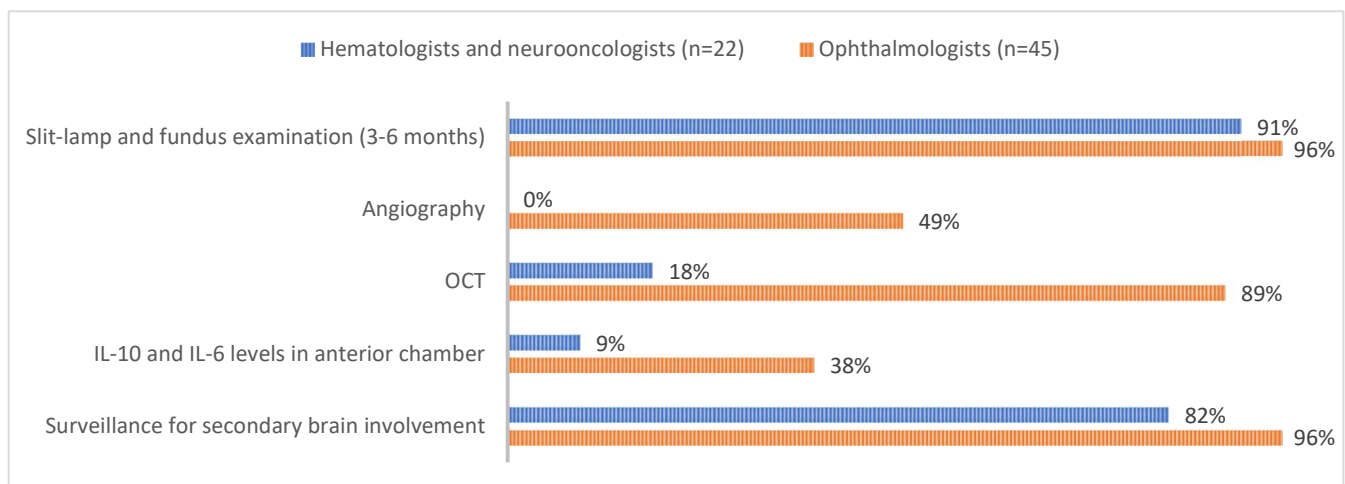 Hematologists and neurooncologists (n=22) Ophthalmologists (n=45)
Slit-lamp and fundus examination (3-6 months) 91%
96%
Angiography 0%
49%
OCT 18%
89%
IL-10 and IL-6 levels in anterior chamber 9%
38%
Surveillance for secondary brain involvement 82%
96%